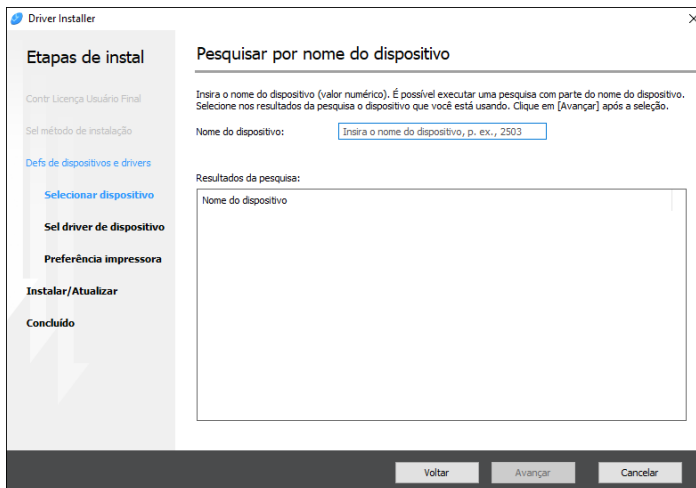 Driver Installer
Etapas de instal
Contr Licença Usuário Final
Sel método de instalação
Defs de dispositivos e drivers
Selecionar dispositivo
Sel driver de dispositivo
Preferência impressora
Instalar/Atualizar
Concluído
Pesquisar por nome do dispositivo
Insira o nome do dispositivo (valor numérico). É possível executar uma pesquisa com parte do nome do dispositivo.
Selecione nos resultados da pesquisa o dispositivo que você está usando. Clique em [Avançar] após a seleção.
Nome do dispositivo: Insira o nome do dispositivo, p. ex., 2503
Resultados da pesquisa:
Nome do dispositivo
Voltar Avançar Cancelar